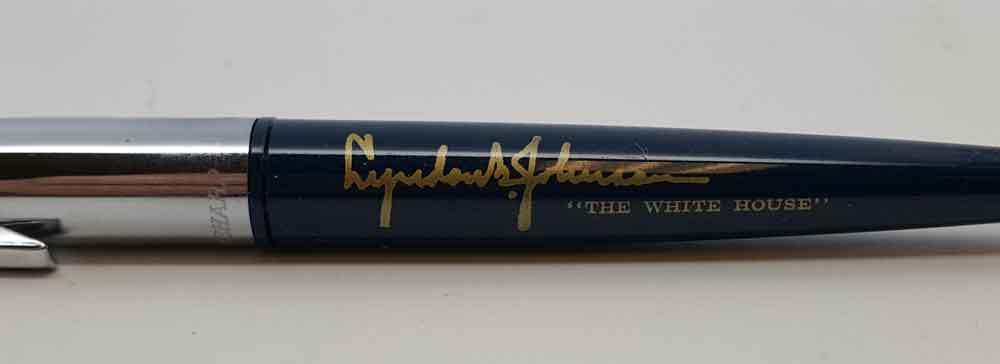 Lyndon B. Johnson
"THE WHITE HOUSE"